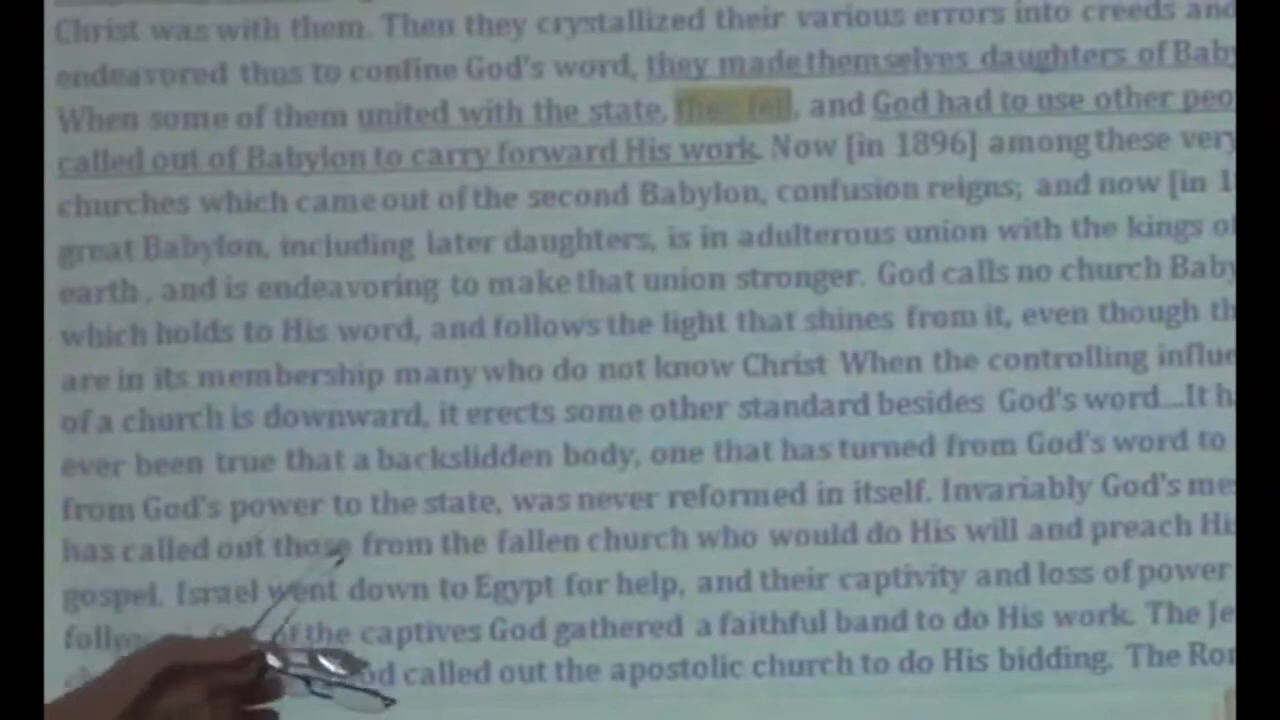 Christ was with them. Then they crystallized their various errors into creeds and
endeavored thus to confine God's word, they made themselves daughters of Baby
When some of them united with the state, they fell, and God had to use other peo
called out of Babylon to carry forward His work. Now [in 1896] among these very
churches which came out of the second Babylon, confusion reigns; and now [in 1
great Babylon, including later daughters, is in adulterous union with the kings of
earth, and is endeavoring to make that union stronger. God calls no church Baby
which holds to His word, and follows the light that shines from it, even though th
are in its membership many who do not know Christ When the controlling influe
of a church is downward, it erects some other standard besides God's word...It ha
ever been true that a backslidden body, one that has turned from God's word to
from God's power to the state, was never reformed in itself. Invariably God's mes
has called out those from the fallen church who would do His will and preach His
gospel. Israel went down to Egypt for help, and their captivity and loss of power
of the captives God gathered a faithful band to do His work. The Je
called out the apostolic church to do His bidding. The Rom